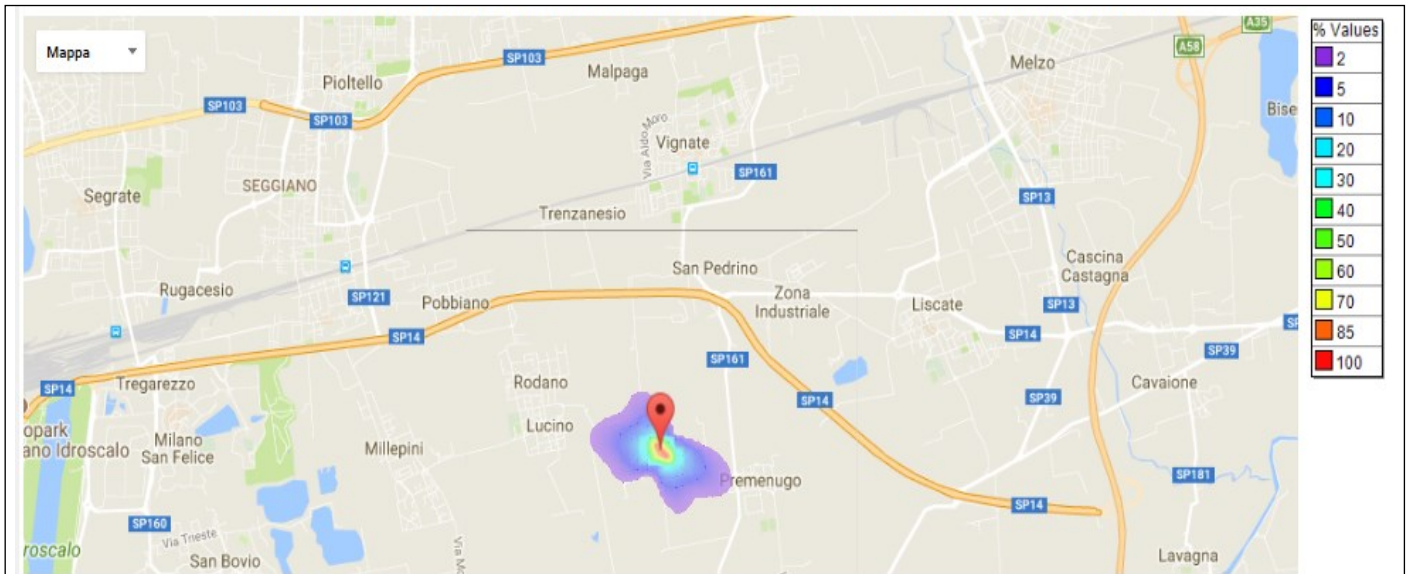 Mappa
SP103
Malpaga
Melzo
A58
A35
Pioltello
SP103
SP103
Bise
Via Aldo Moro
Vignate
SP161
Segrate
SEGGIANO
SP13
Trenzanesio
San Pedrino
Cascina
Castagna
Rugacesio
SP121
Pobbiano
Zona
Industriale
Liscate
SP13
SP14
SP14
SP161
SP39
SP14
Tregarezzo
Rodano
SP14
SP39
Cavaione
opark
ano Idroscalo
Milano
San Felice
Lucino
Millepini
Premenugo
SP181
SP160
Via Trieste
SP14
roscalo
San Bovio
Lavagna
% Values
2
5
10
20
30
40
50
60
70
85
100